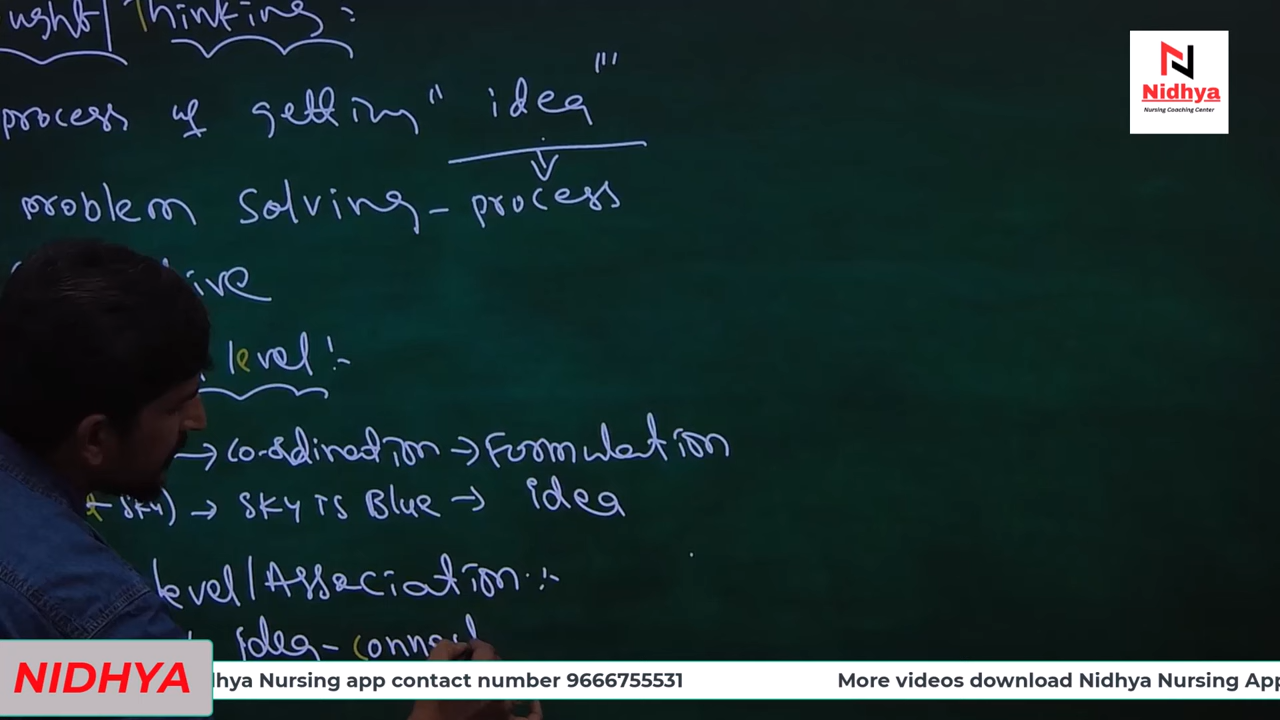 ught/Thinking :
process of getting " idea "'
problem solving - process
ive
level :-
→ co-ordination → Formulation
sky) → sky is Blue → idea
level/Association :-
idea - connect
Nidhya
Nursing Coaching Center
NIDHYA
dhya Nursing app contact number 9666755531 More videos download Nidhya Nursing App